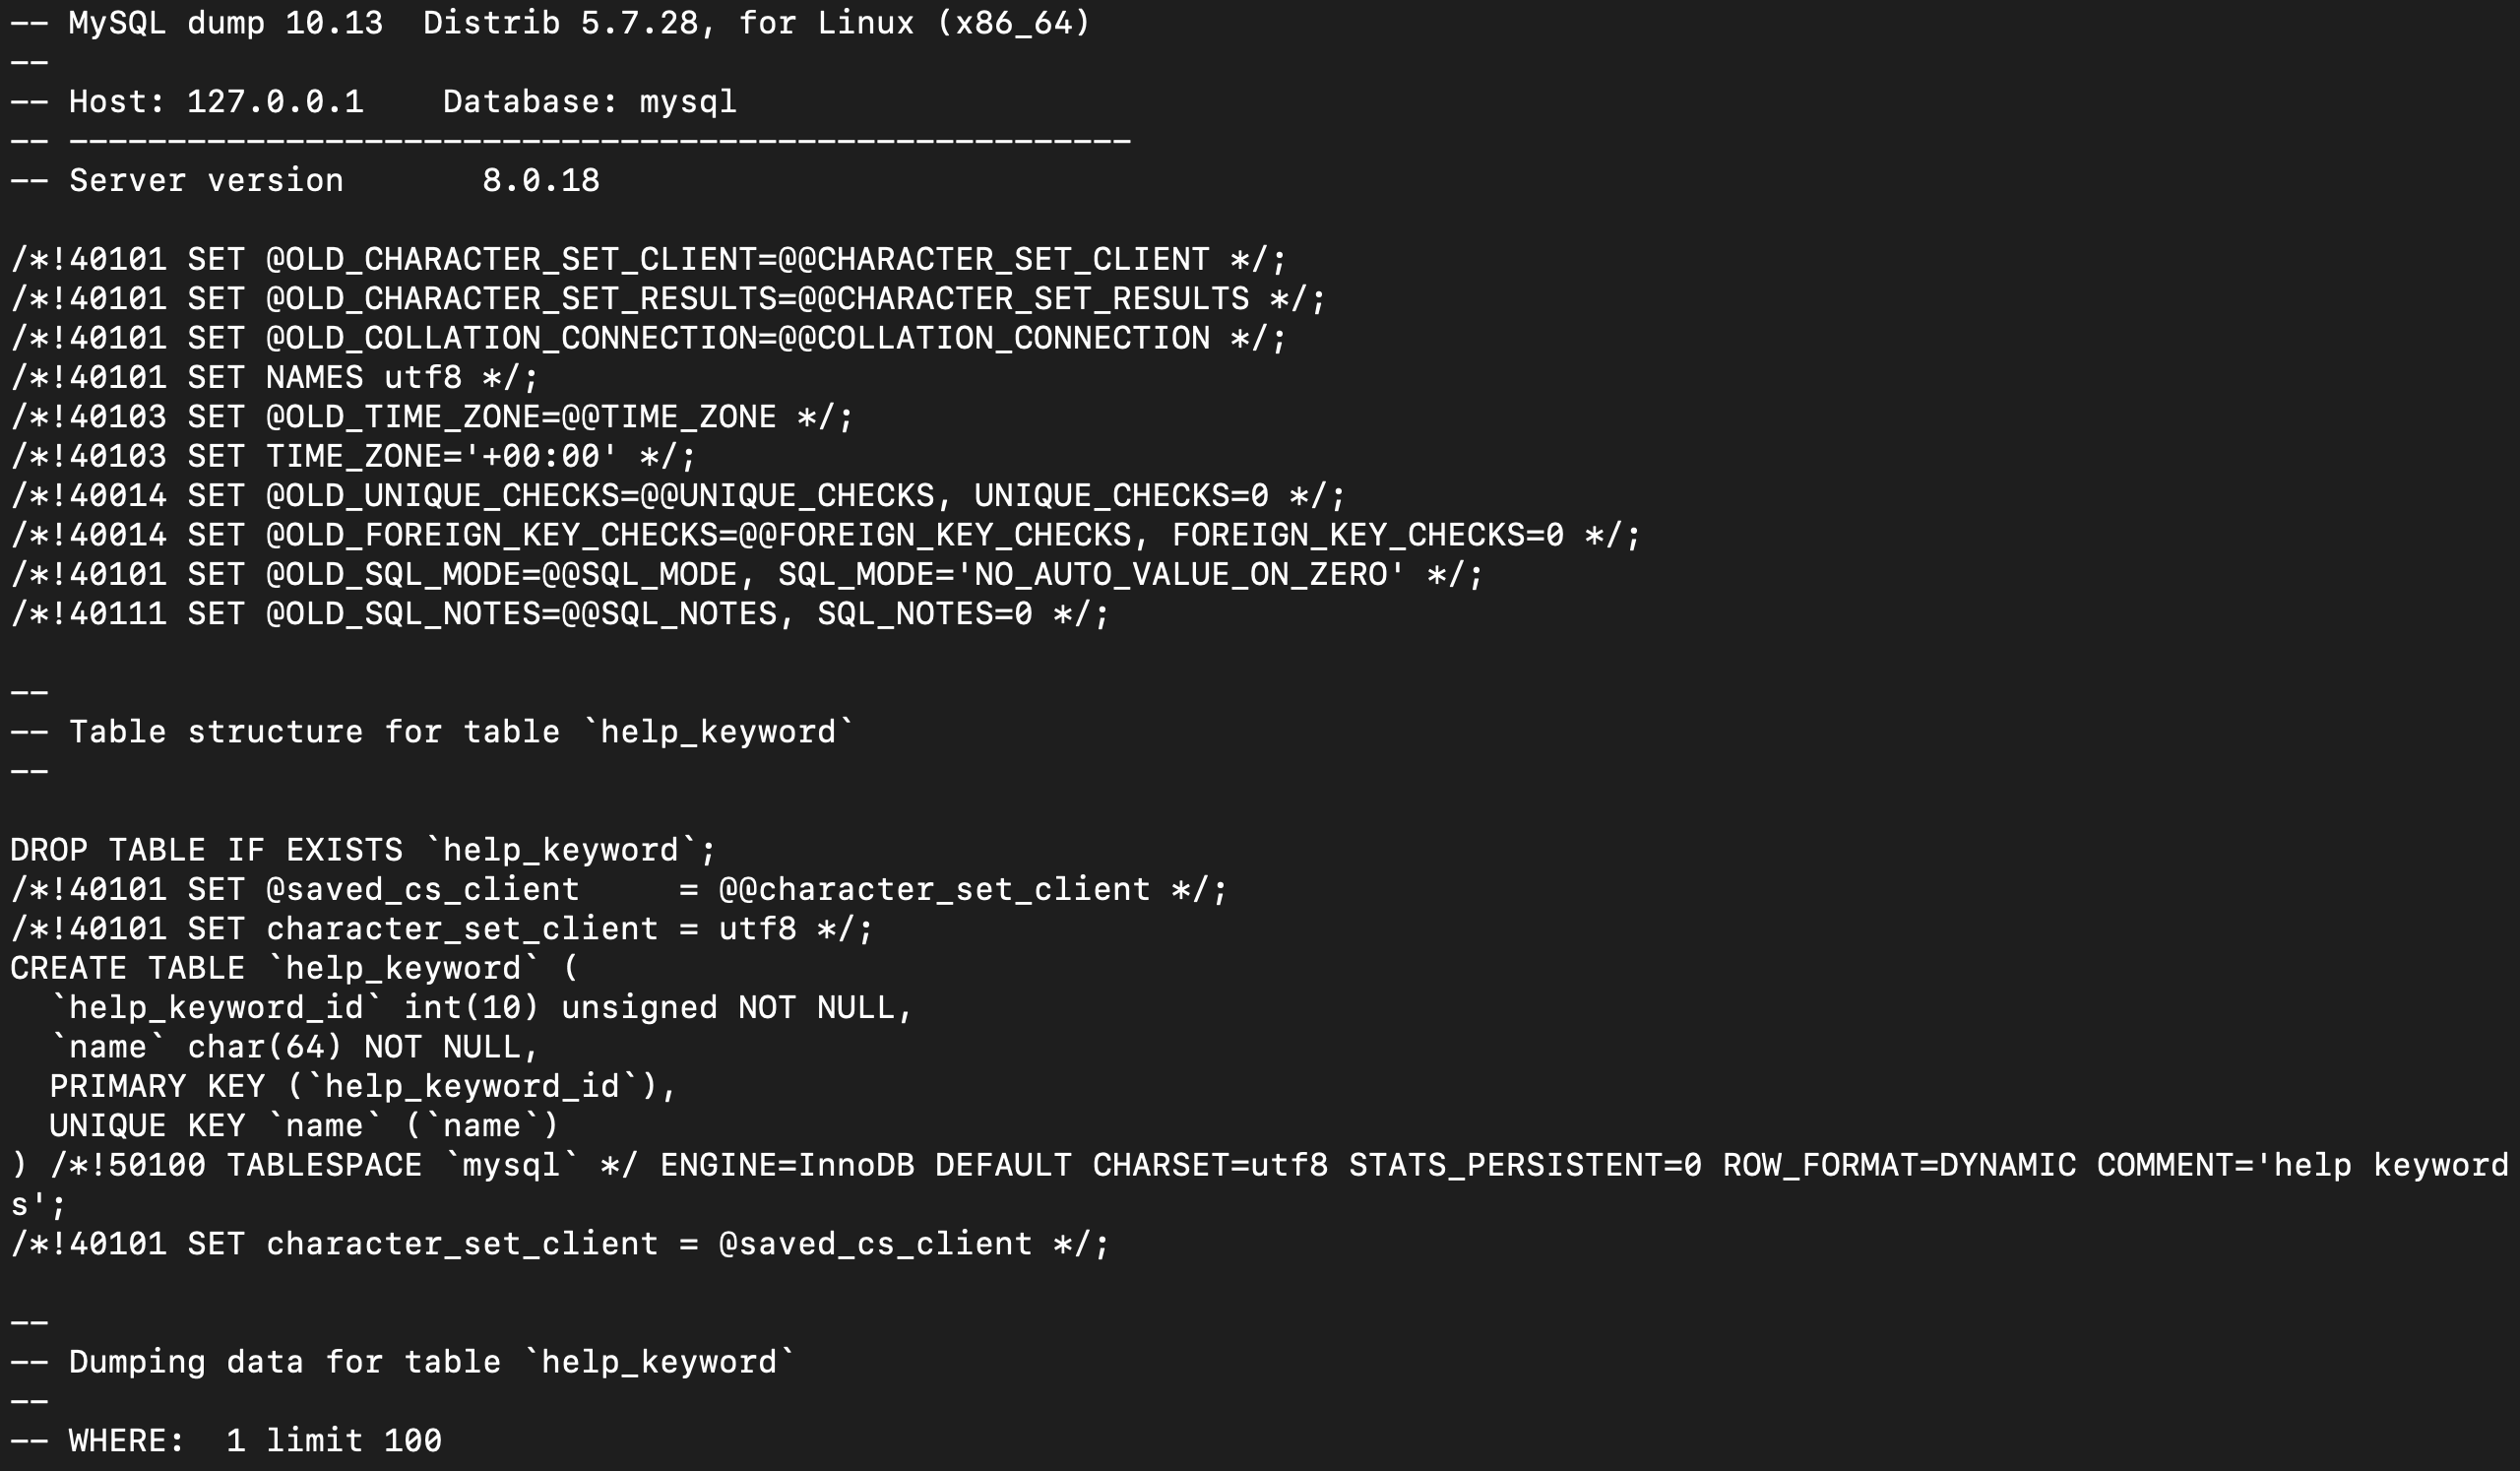 -- MySQL dump 10.13  Distrib 5.7.28, for Linux (x86_64)
--
-- Host: 127.0.0.1    Database: mysql
-- ------------------------------------------------------
-- Server version       8.0.18

/*!40101 SET @OLD_CHARACTER_SET_CLIENT=@@CHARACTER_SET_CLIENT */;
/*!40101 SET @OLD_CHARACTER_SET_RESULTS=@@CHARACTER_SET_RESULTS */;
/*!40101 SET @OLD_COLLATION_CONNECTION=@@COLLATION_CONNECTION */;
/*!40101 SET NAMES utf8 */;
/*!40103 SET @OLD_TIME_ZONE=@@TIME_ZONE */;
/*!40103 SET TIME_ZONE='+00:00' */;
/*!40014 SET @OLD_UNIQUE_CHECKS=@@UNIQUE_CHECKS, UNIQUE_CHECKS=0 */;
/*!40014 SET @OLD_FOREIGN_KEY_CHECKS=@@FOREIGN_KEY_CHECKS, FOREIGN_KEY_CHECKS=0 */;
/*!40101 SET @OLD_SQL_MODE=@@SQL_MODE, SQL_MODE='NO_AUTO_VALUE_ON_ZERO' */;
/*!40111 SET @OLD_SQL_NOTES=@@SQL_NOTES, SQL_NOTES=0 */;

--
-- Table structure for table `help_keyword`
--

DROP TABLE IF EXISTS `help_keyword`;
/*!40101 SET @saved_cs_client     = @@character_set_client */;
/*!40101 SET character_set_client = utf8 */;
CREATE TABLE `help_keyword` (
  `help_keyword_id` int(10) unsigned NOT NULL,
  `name` char(64) NOT NULL,
  PRIMARY KEY (`help_keyword_id`),
  UNIQUE KEY `name` (`name`)
) /*!50100 TABLESPACE `mysql` */ ENGINE=InnoDB DEFAULT CHARSET=utf8 STATS_PERSISTENT=0 ROW_FORMAT=DYNAMIC COMMENT='help keyword
s';
/*!40101 SET character_set_client = @saved_cs_client */;

--
-- Dumping data for table `help_keyword`
--
-- WHERE:  1 limit 100